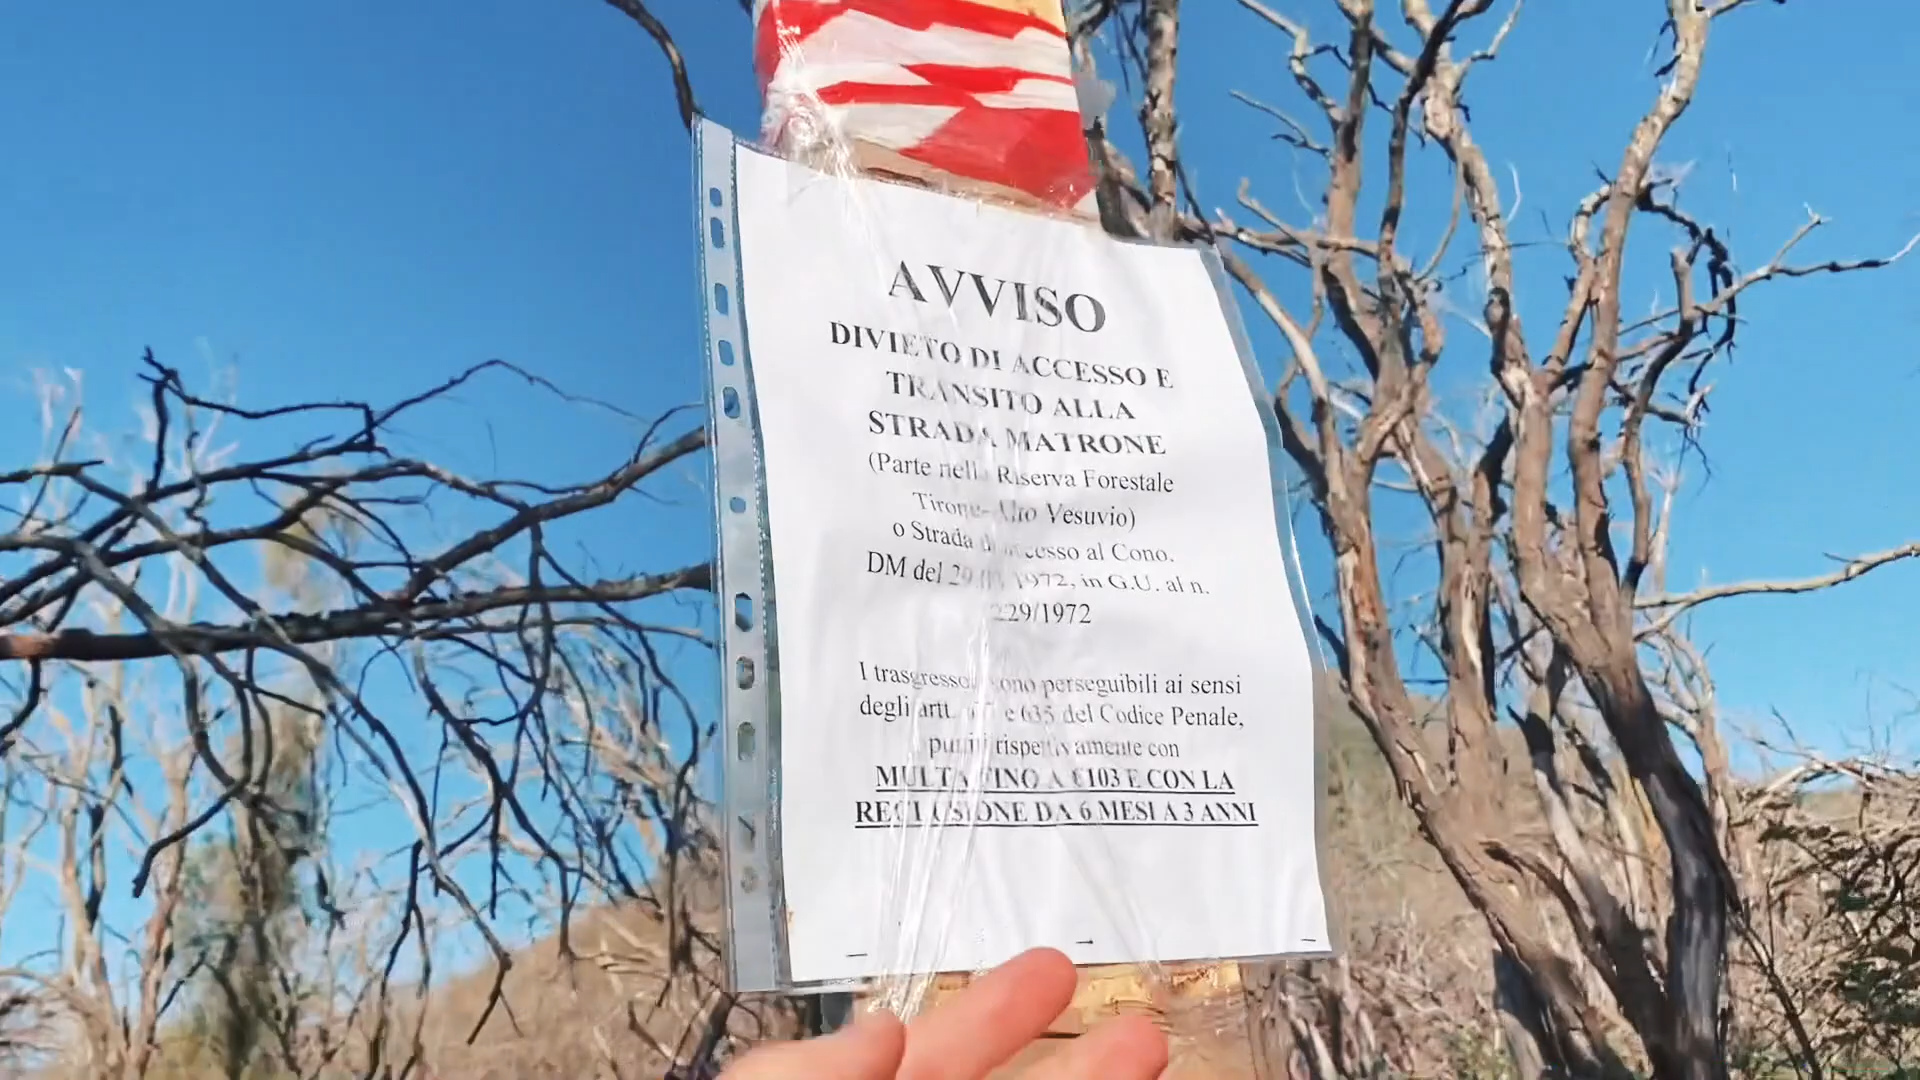 AVVISO
DIVIETO DI ACCESSO E
TRANSITO ALLA
STRADA MATRONE
(Parte nella Riserva Forestale
Tirone-Alto Vesuvio)
o Strada di accesso al Cono.
DM del 1972, in G.U. al n.
229/1972
I trasgressori sono perseguibili ai sensi
degli artt. e 635 del Codice Penale,
puniti rispettivamente con
MULTA FINO A €103 E CON LA
RECLUSIONE DA 6 MESI A 3 ANNI